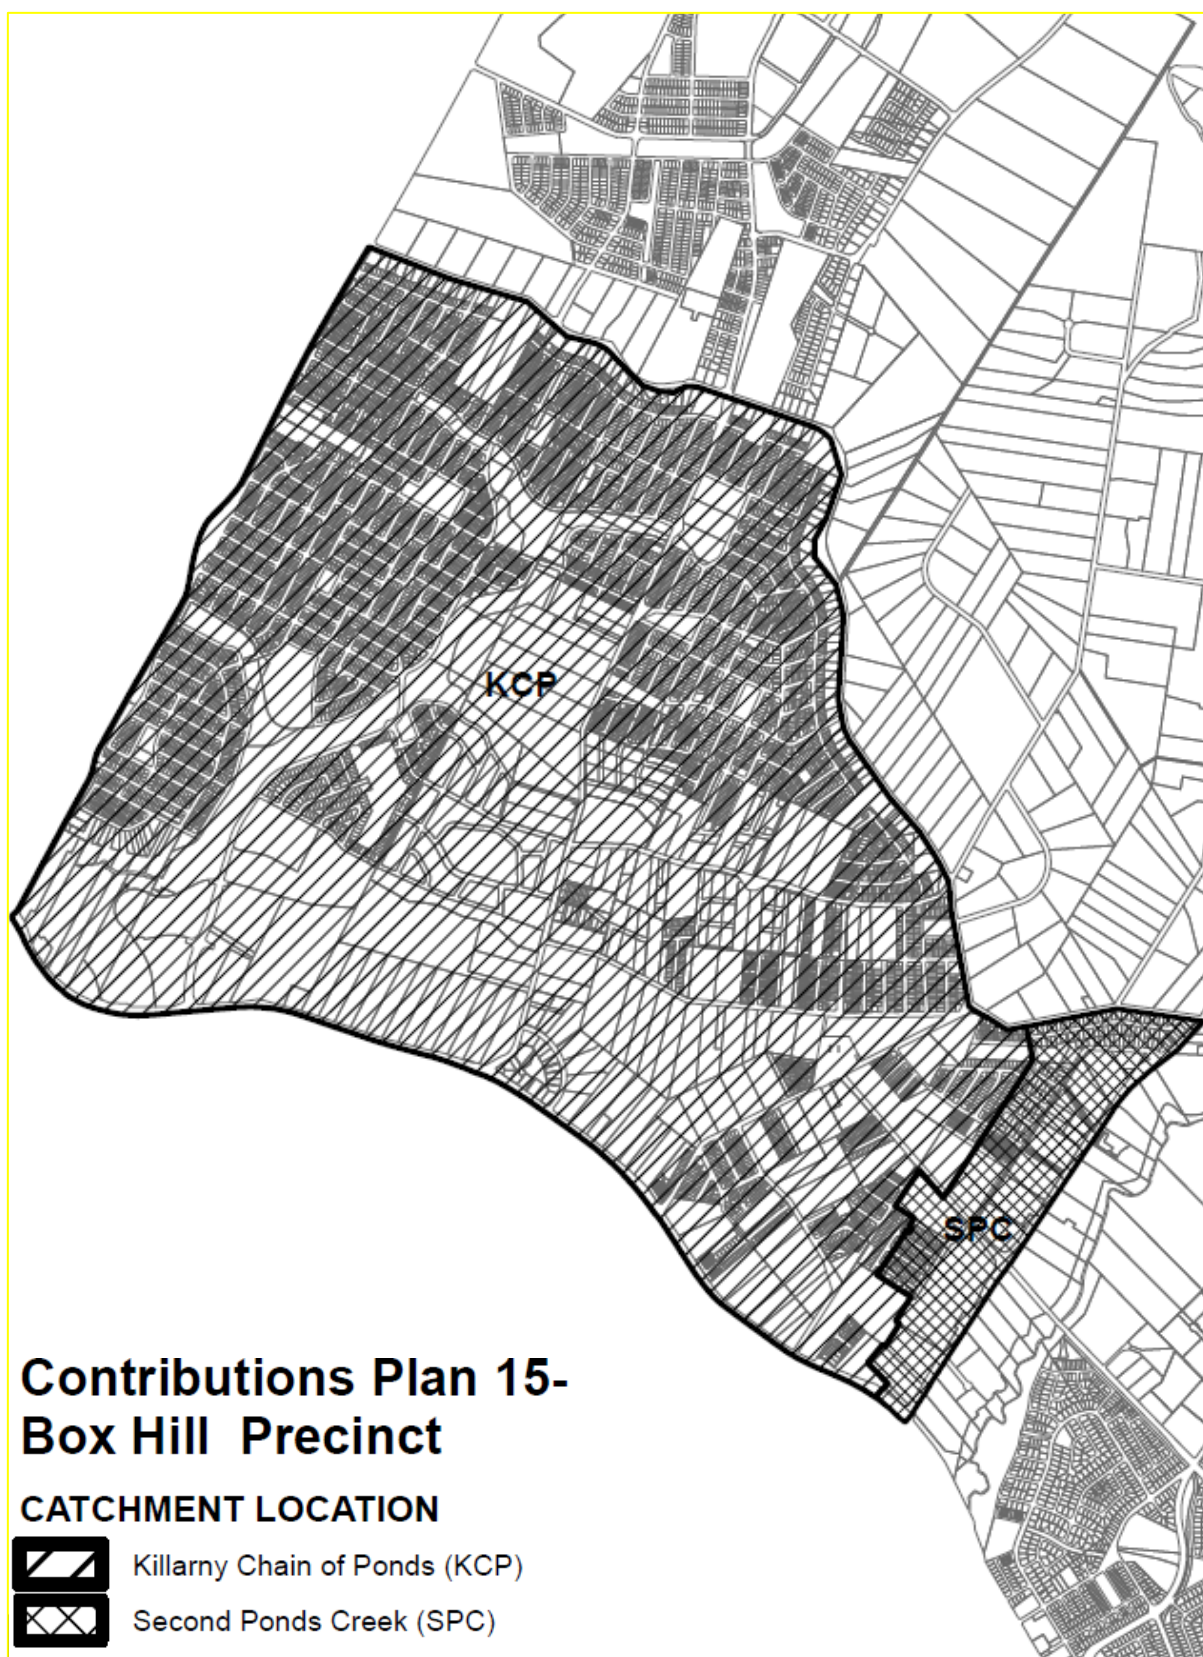 KCP
SPC
Contributions Plan 15-
Box Hill Precinct
CATCHMENT LOCATION
Killarny Chain of Ponds (KCP)
Second Ponds Creek (SPC)